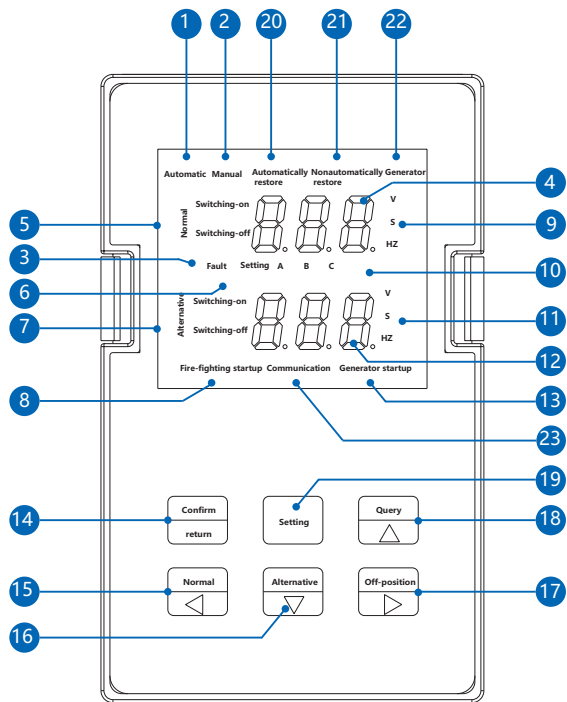 1 2 20 21 22
Automatic Manual Automatically restore Nonautomatically restore Generator
4
Switching-on V
Normal
5 S 9
Switching-off
HZ
3 Fault Setting A B C 10
6
Switching-on V
Alternative
7 S 11
Switching-off HZ
12
Fire-fighting startup Communication Generator startup
8 13
23
19
Confirm Query
14 Setting 18
return
Normal Alternative Off-position
15 17
16